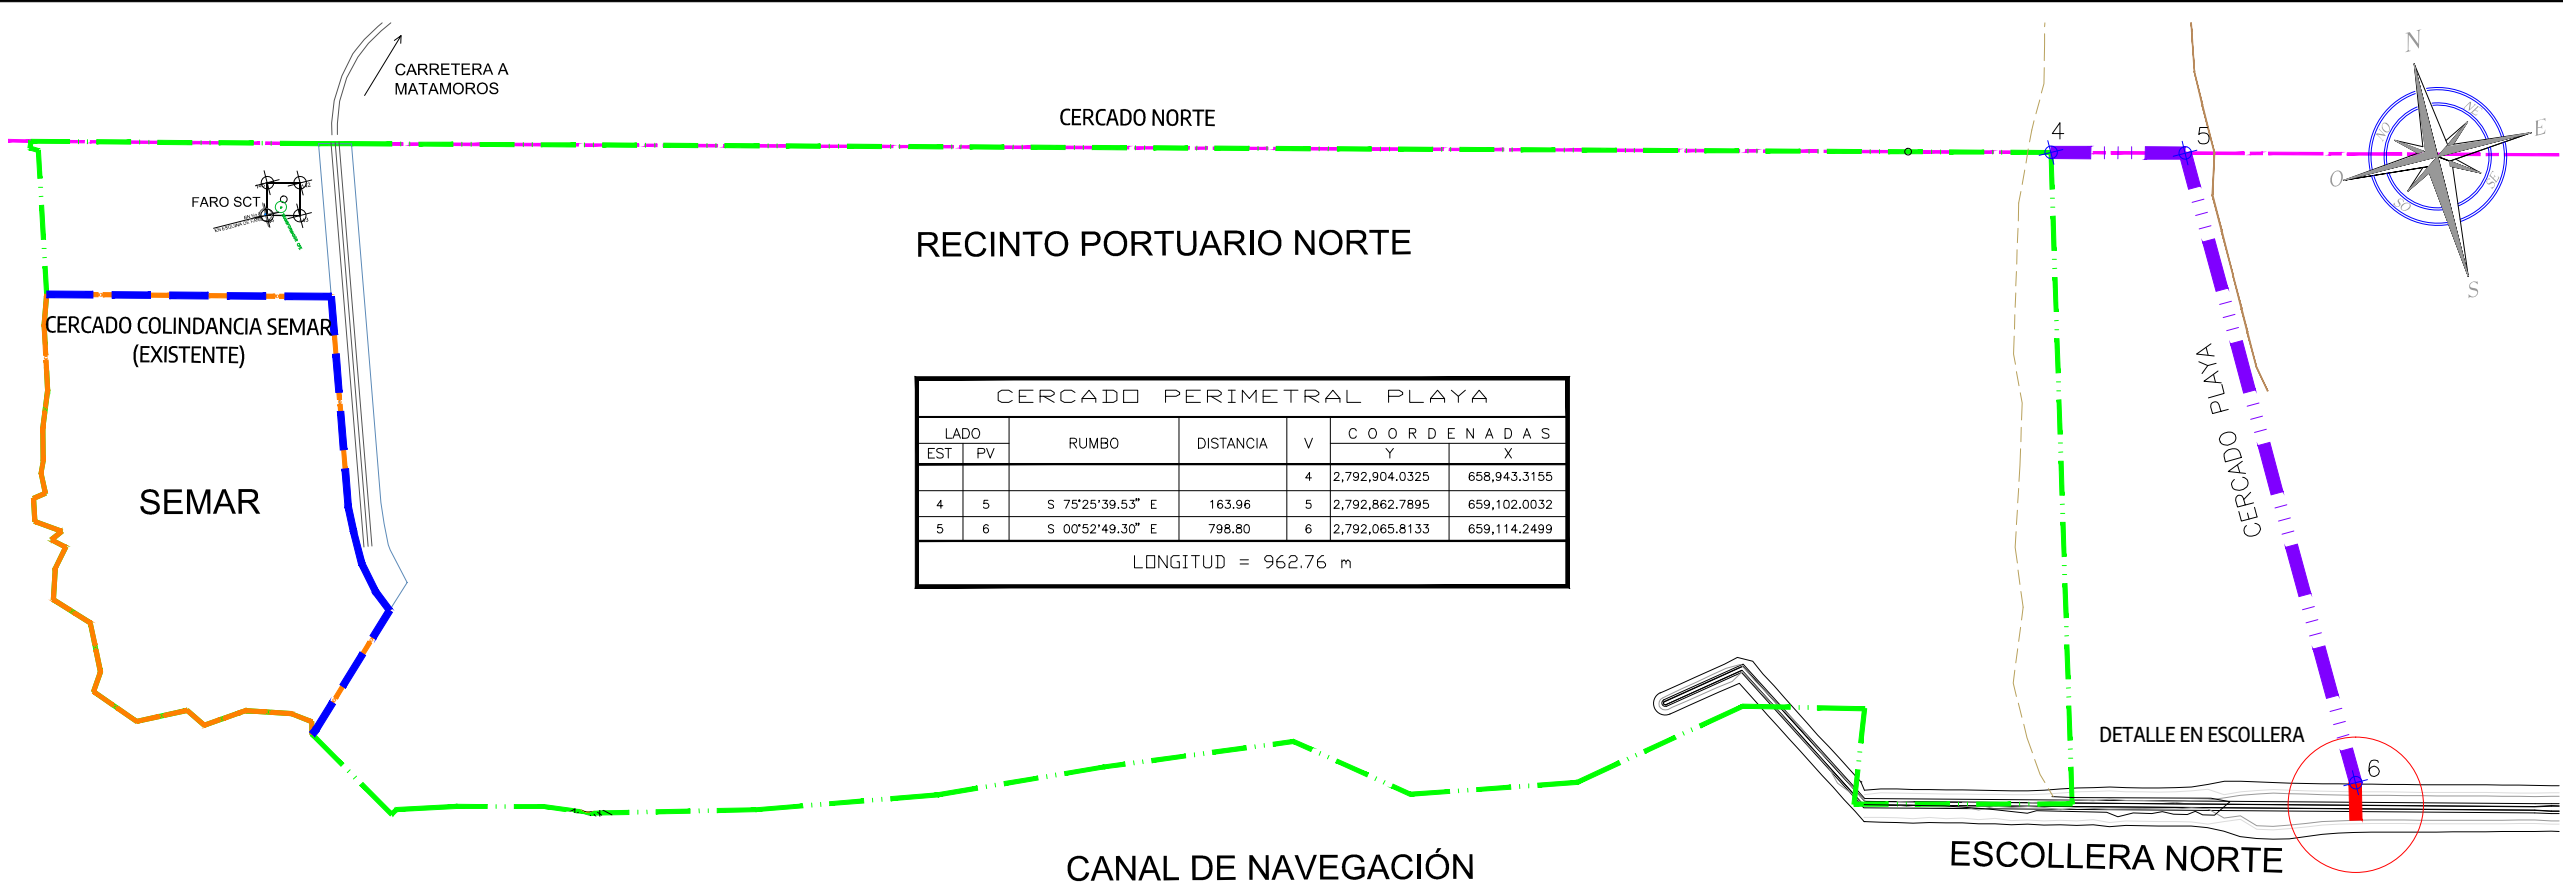 CARRETERA A
MATAMOROS
CERCADO NORTE
4
5
N
E
NE
NO
O
SE
SO
S
FARO SCT
RECINTO PORTUARIO NORTE
CERCADO COLINDANCIA SEMAR
(EXISTENTE)
SEMAR
CERCADO PLAYA
CERCADO PERIMETRAL PLAYA
LADO RUMBO DISTANCIA V COORDENADAS
EST PV Y X
4 2,792,904.0325 658,943.3155
4 5 S 75°25'39.53" E 163.96 5 2,792,862.7895 659,102.0032
5 6 S 00°52'49.30" E 798.80 6 2,792,065.8133 659,114.2499
LONGITUD = 962.76 m
DETALLE EN ESCOLLERA
6
CANAL DE NAVEGACIÓN
ESCOLLERA NORTE